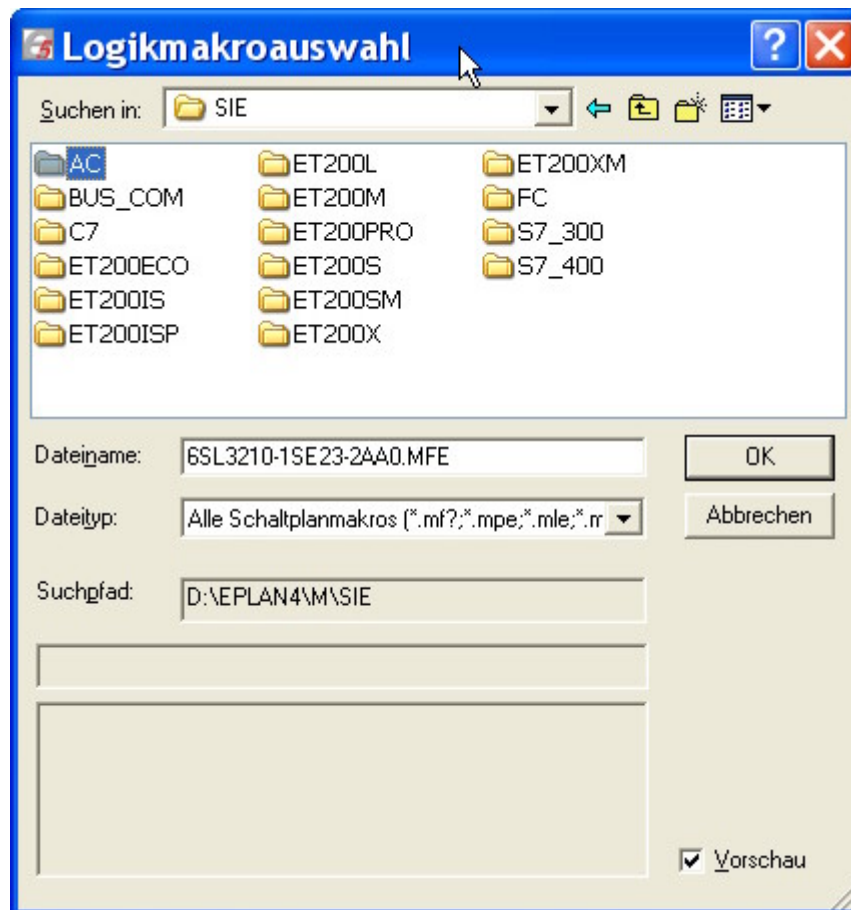 Logikmakroauswahl
Suchen in: SIE
AC ET200L ET200XM
BUS_COM ET200M FC
C7 ET200PRO S7_300
ET200ECO ET200S S7_400
ET200IS ET200SM
ET200ISP ET200X
Dateiname: 6SL3210-1SE23-2AA0.MFE OK
Dateityp: Alle Schaltplanmakros (*.mf?;*.mpe;*.mle;*.m Abbrechen
Suchpfad: D:\EPLAN4\M\SIE
Vorschau